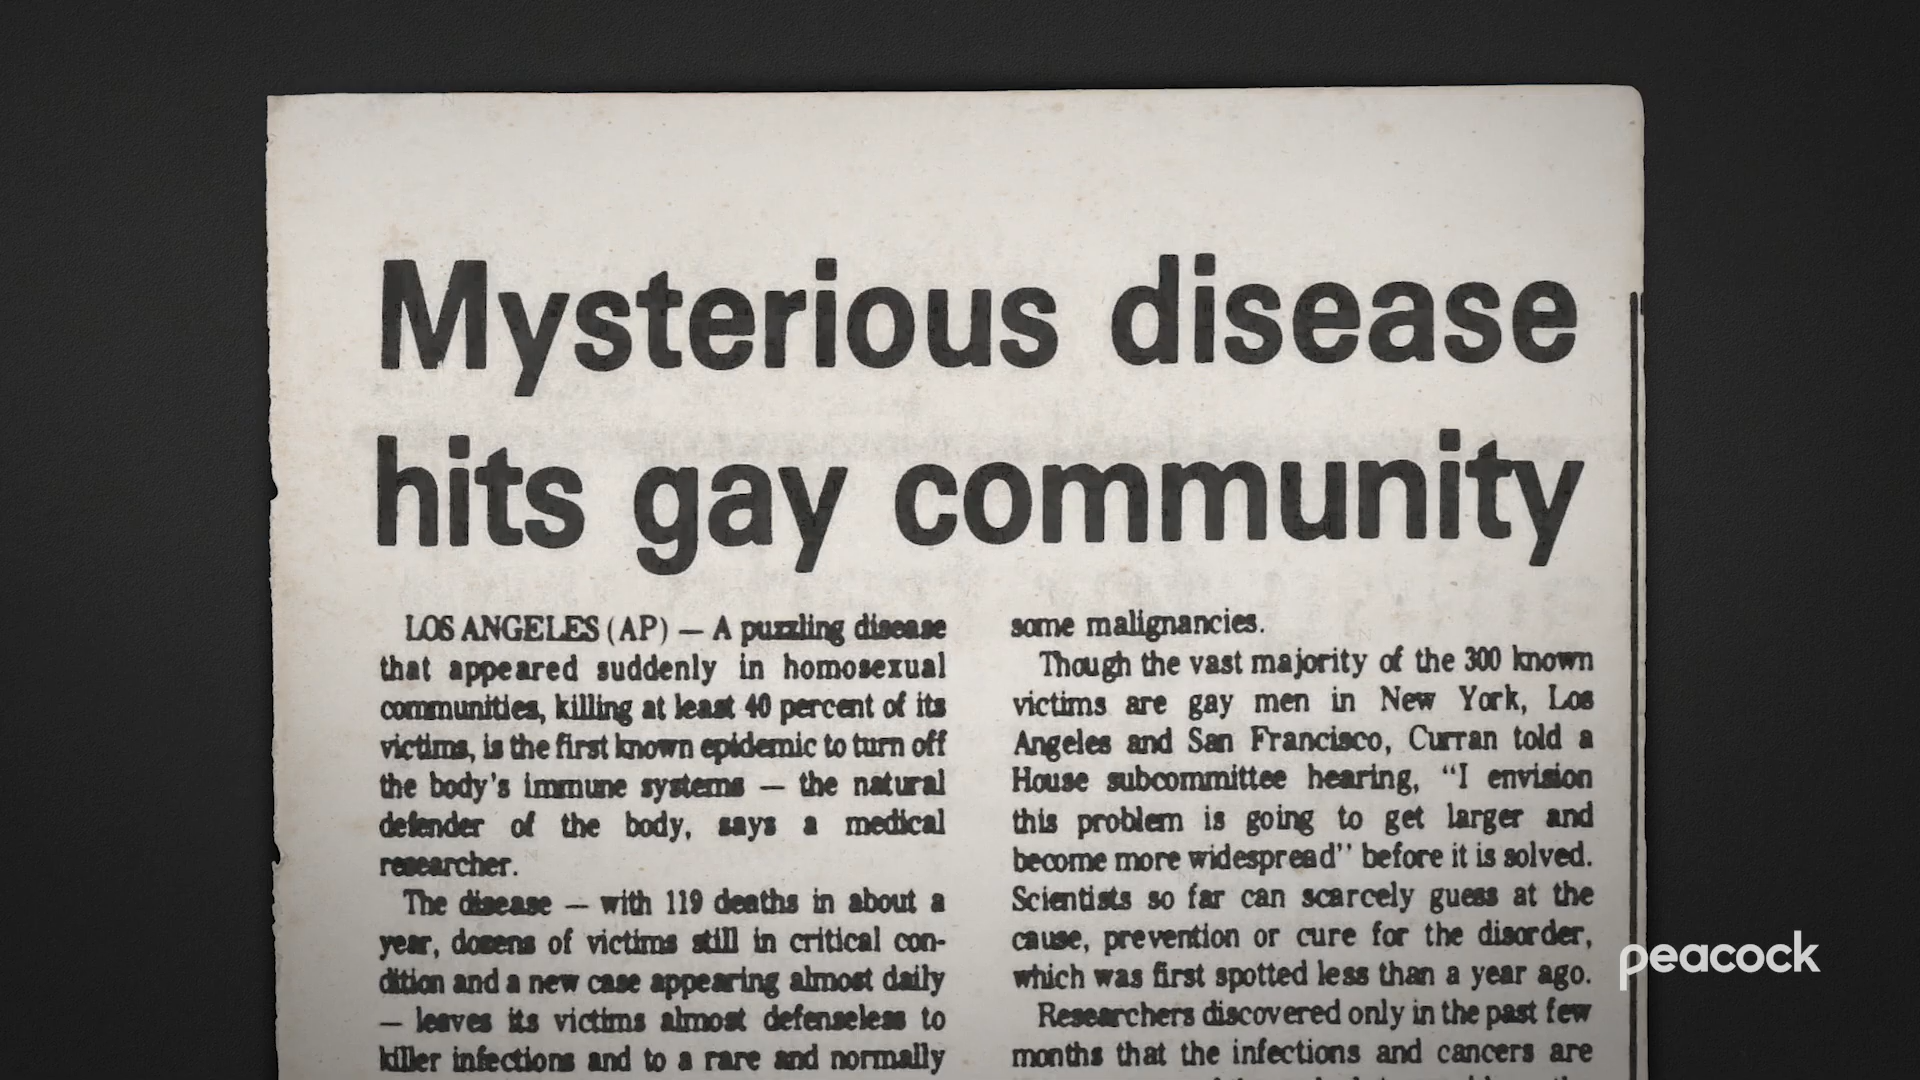 Mysterious disease
hits gay community
LOS ANGELES (AP) — A puzzling disease
that appeared suddenly in homosexual
communities, killing at least 40 percent of its
victims, is the first known epidemic to turn off
the body's immune systems — the natural
defender of the body, says a medical
researcher.
The disease — with 119 deaths in about a
year, dozens of victims still in critical con-
dition and a new case appearing almost daily
— leaves its victims almost defenseless to
killer infections and to a rare and normally
some malignancies.
Though the vast majority of the 300 known
victims are gay men in New York, Los
Angeles and San Francisco, Curran told a
House subcommittee hearing, "I envision
this problem is going to get larger and
become more widespread" before it is solved.
Scientists so far can scarcely guess at the
cause, prevention or cure for the disorder,
which was first spotted less than a year ago.
Researchers discovered only in the past few
months that the infections and cancers are
peacock